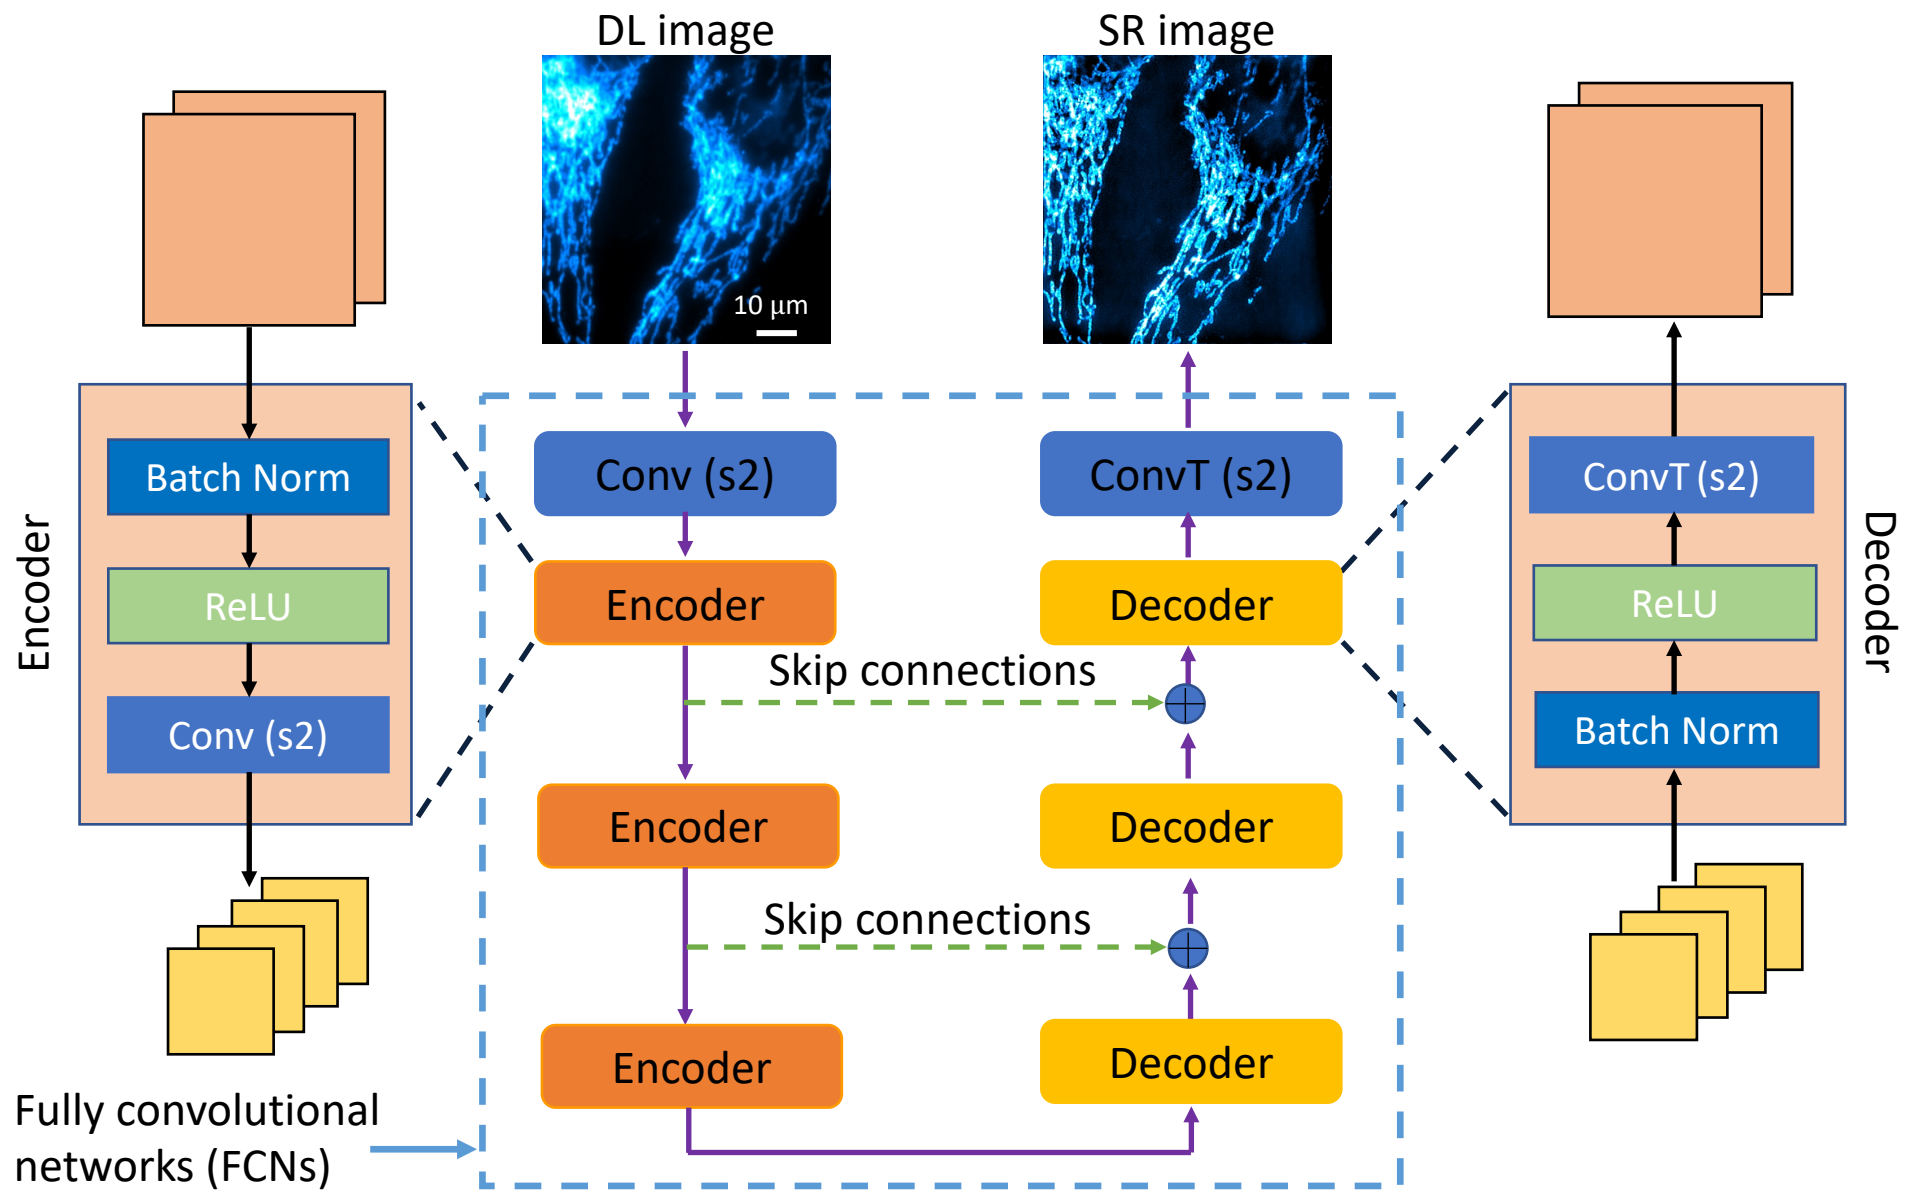 DL image
SR image
10 µm
Encoder
Batch Norm
ReLU
Conv (s2)
Conv (s2)
Encoder
Skip connections
Encoder
Skip connections
Encoder
ConvT (s2)
Decoder
Decoder
Decoder
ConvT (s2)
ReLU
Batch Norm
Decoder
Fully convolutional
networks (FCNs)